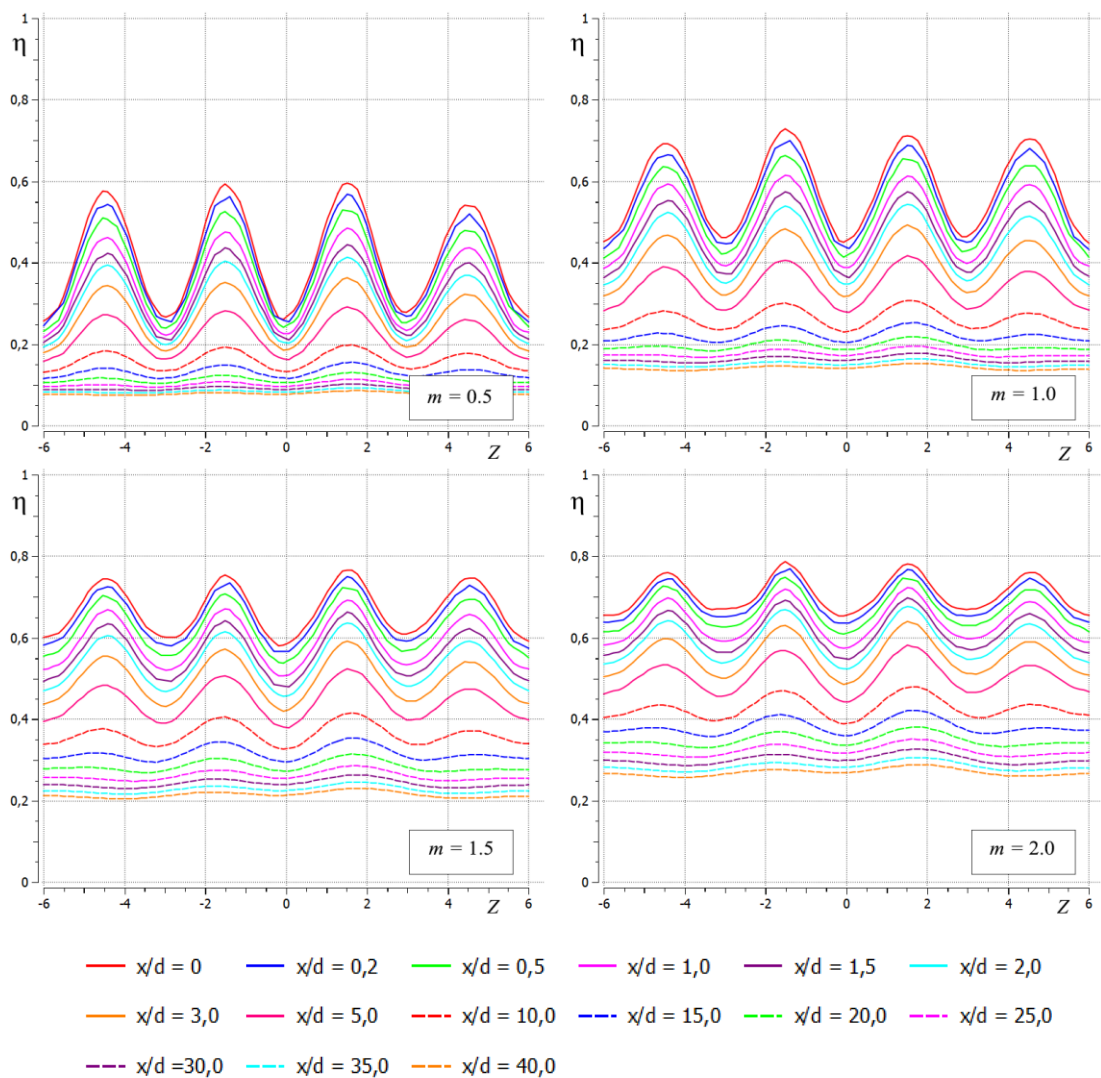 1
η
0,8
0,6
0,4
0,2
0
m = 0.5
-6 -4 -2 0 2 4 6
Z
1
η
0,8
0,6
0,4
0,2
0
m = 1.0
-6 -4 -2 0 2 4 6
Z
1
η
0,8
0,6
0,4
0,2
0
m = 1.5
-6 -4 -2 0 2 4 6
Z
1
η
0,8
0,6
0,4
0,2
0
m = 2.0
-6 -4 -2 0 2 4 6
Z
x/d = 0 x/d = 0,2 x/d = 0,5 x/d = 1,0 x/d = 1,5 x/d = 2,0
x/d = 3,0 x/d = 5,0 x/d = 10,0 x/d = 15,0 x/d = 20,0 x/d = 25,0
x/d =30,0 x/d = 35,0 x/d = 40,0